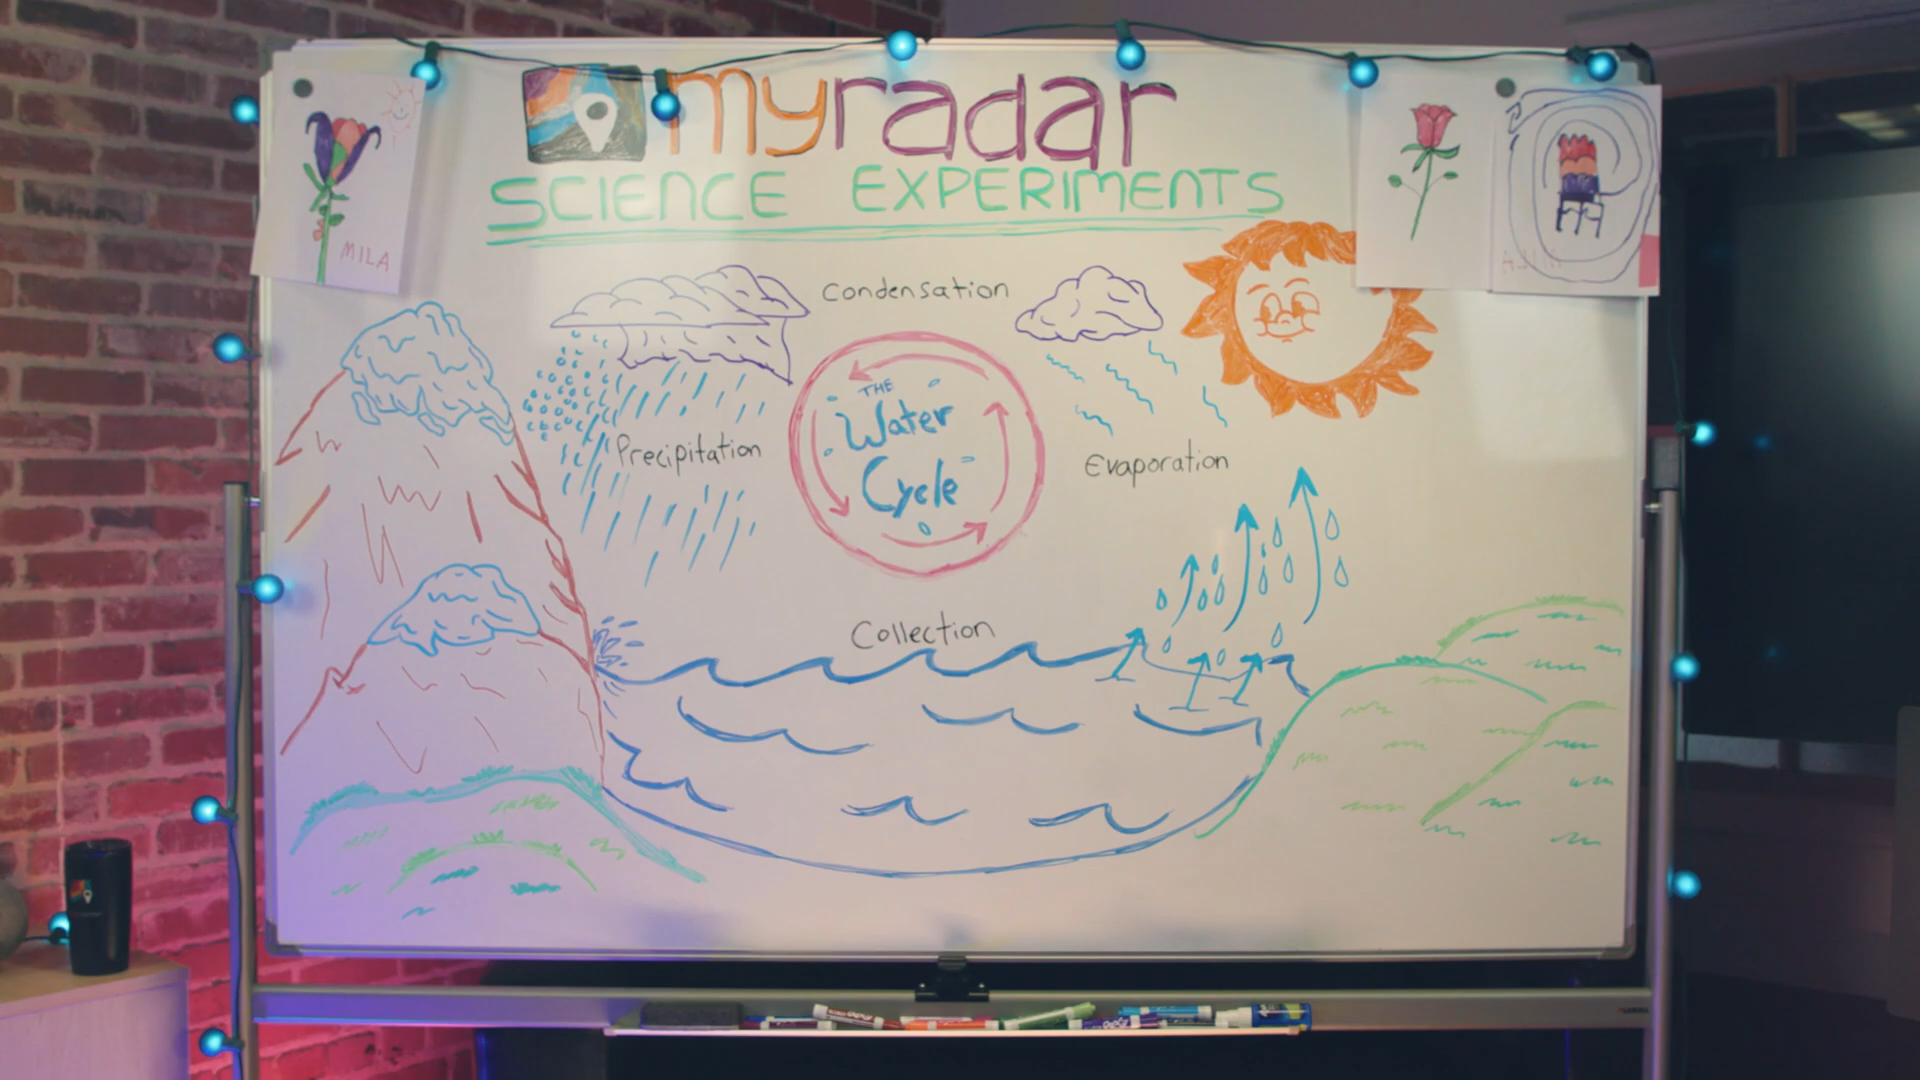 myradar
SCIENCE EXPERIMENTS
MILA
Condensation
THE
Water
Cycle
Precipitation
Evaporation
Collection